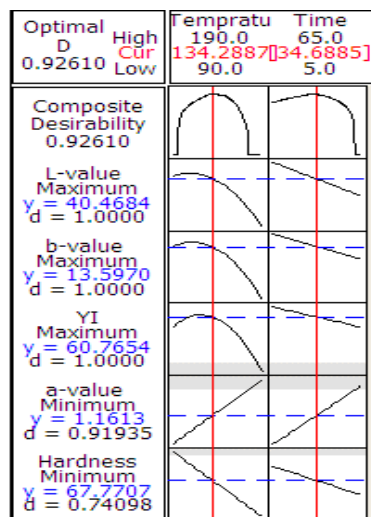 Optimal High Tempratu Time
D 190.0 65.0
Cur 134.2887[] [34.6885]
0.92610 Low 90.0 5.0
Composite
Desirability
0.92610
L-value
Maximum
y = 40.4684
d = 1.0000
b-value
Maximum
y = 13.5970
d = 1.0000
YI
Maximum
y = 60.7654
d = 1.0000
a-value
Minimum
y = 1.1613
d = 0.91935
Hardness
Minimum
y = 67.7707
d = 0.74098